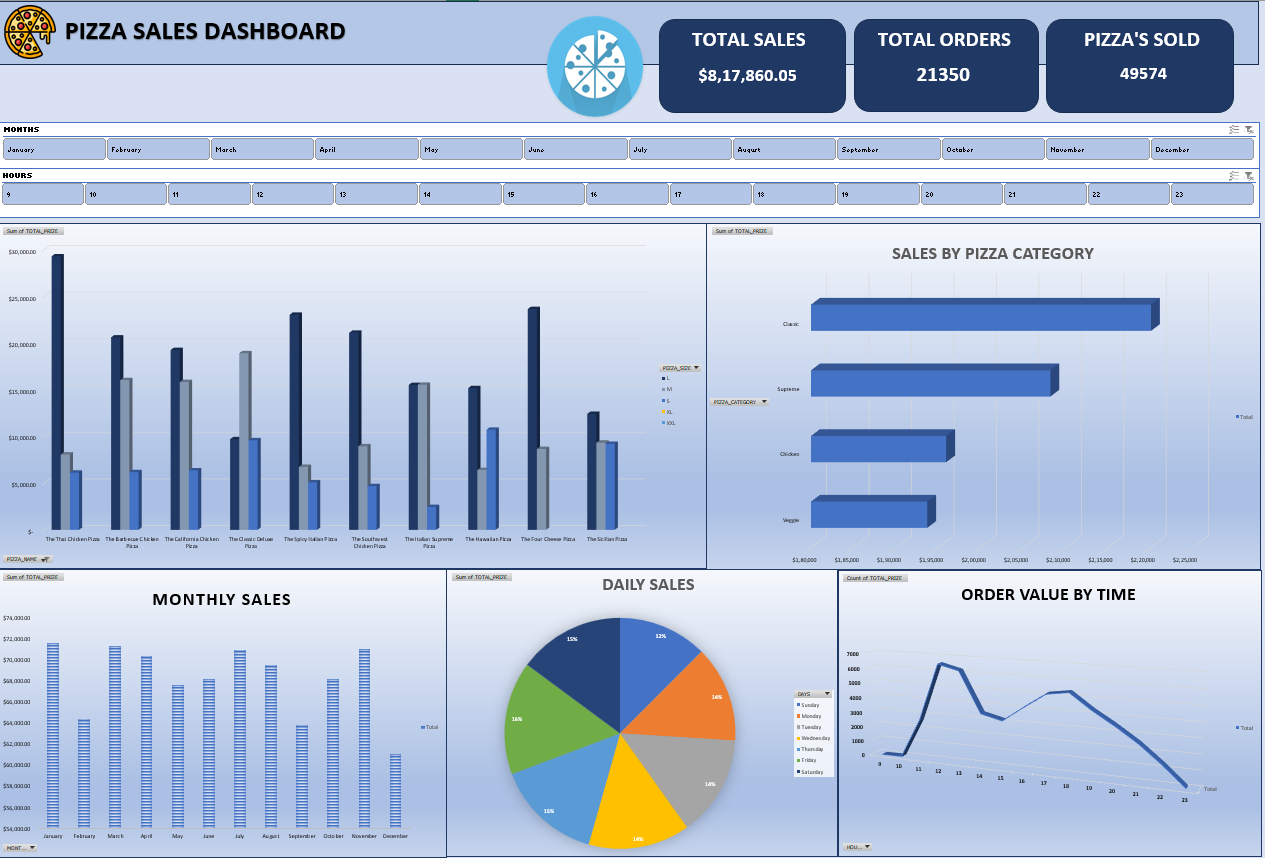 PIZZA SALES DASHBOARD
TOTAL SALES
$8,17,860.05
TOTAL ORDERS
21350
PIZZA'S SOLD
49574
MONTHS
January February March April May June July August September October November December
HOURS
9 10 11 12 13 14 15 16 17 18 19 20 21 22 23
Sum of TOTAL_PRIZE
$30,000.00
$25,000.00
$20,000.00
$15,000.00
$10,000.00
$5,000.00
$-
The Thai Chicken Pizza
The Barbecue Chicken Pizza
The California Chicken Pizza
The Classic Deluxe Pizza
The Spicy Italian Pizza
The Southwest Chicken Pizza
The Italian Supreme Pizza
The Hawaiian Pizza
The Four Cheese Pizza
The Sicilian Pizza
PIZZA_SIZE
L
M
S
XL
XXL
PIZZA_NAME
Sum of TOTAL_PRIZE
SALES BY PIZZA CATEGORY
PIZZA_CATEGORY
Classic
Supreme
Chicken
Veggie
Total
$1,80,000 $1,85,000 $1,90,000 $1,95,000 $2,00,000 $2,05,000 $2,10,000 $2,15,000 $2,20,000 $2,25,000
Sum of TOTAL_PRIZE
MONTHLY SALES
$74,000.00
$72,000.00
$70,000.00
$68,000.00
$66,000.00
$64,000.00
$62,000.00
$60,000.00
$58,000.00
$56,000.00
$54,000.00
January February March April May June July August September October November December
Total
MONT...
Sum of TOTAL_PRIZE
DAILY SALES
12%
14%
14%
14%
15%
16%
15%
DAYS
Sunday
Monday
Tuesday
Wednesday
Thursday
Friday
Saturday
Count of TOTAL_PRIZE
ORDER VALUE BY TIME
7000
6000
5000
4000
3000
2000
1000
0
9 10 11 12 13 14 15 16 17 18 19 20 21 22 23
Total
Total
HOU...